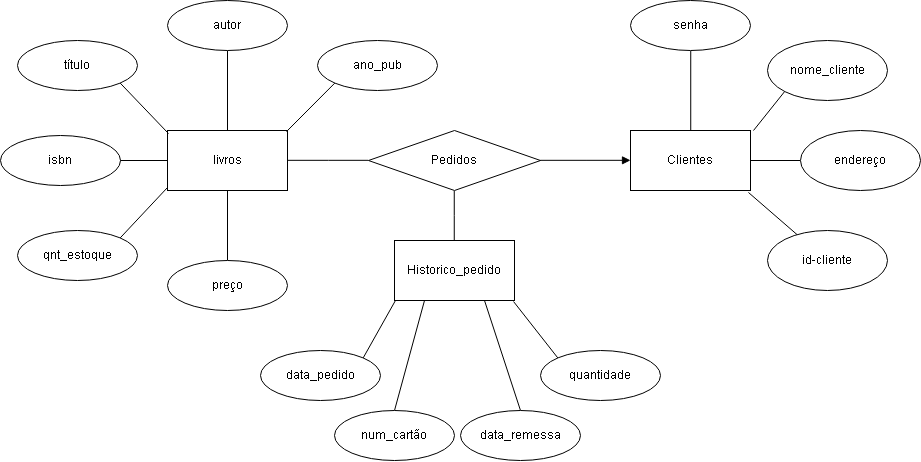 autor
senha
título
ano_pub
nome_cliente
isbn
livros
Pedidos
Clientes
endereço
qnt_estoque
preço
Historico_pedido
id-cliente
data_pedido
quantidade
num_cartão
data_remessa